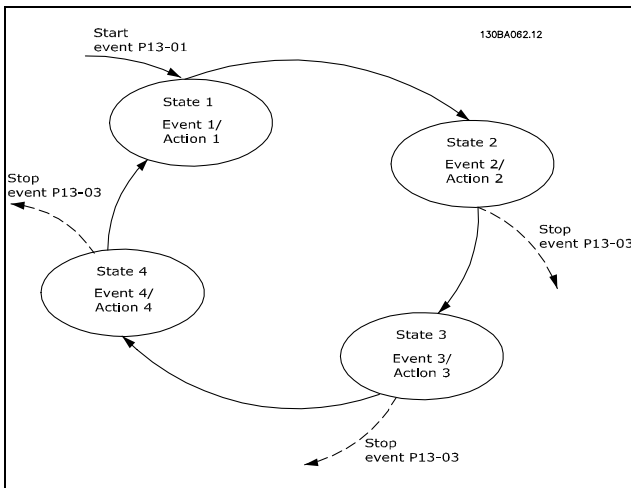 Start
event P13-01
130BA062.12
State 1
Event 1/
Action 1
State 2
Event 2/
Action 2
Stop
event P13-03
Stop
event P13-03
State 4
Event 4/
Action 4
State 3
Event 3/
Action 3
Stop
event P13-03